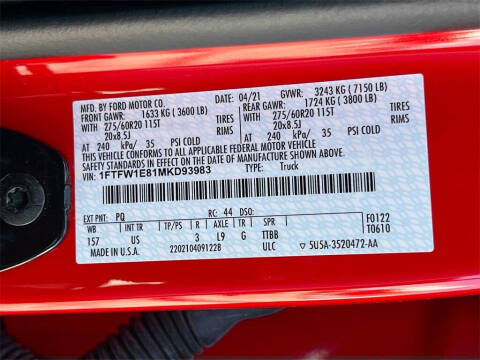 MFD. BY FORD MOTOR CO. 04/21 GVWR: 3243 KG ( 7150 LB)
FRONT GAWR: 1633 KG ( 3600 LB) REAR GAWR: 1724 KG ( 3800 LB)
WITH 275/60R20 115T TIRES WITH 275/60R20 115T TIRES
20x8.5J RIMS 20x8.5J RIMS
AT 240 kPa/ 35 PSI COLD AT 240 kPa/ 35 PSI COLD
THIS VEHICLE CONFORMS TO ALL APPLICABLE FEDERAL MOTOR VEHICLE
SAFETY STANDARDS IN EFFECT ON THE DATE OF MANUFACTURE SHOWN ABOVE.
VIN: 1FTFW1E81MKD93983 TYPE: Truck
EXT PNT: PQ RC: 44 DSO: F0122
WB INT TR TP/PS R AXLE TR SPR T0610
157 US 3 L9 G TTBB
MADE IN U.S.A. 2202104091228 ULC ▽ 5U5A-3520472-AA